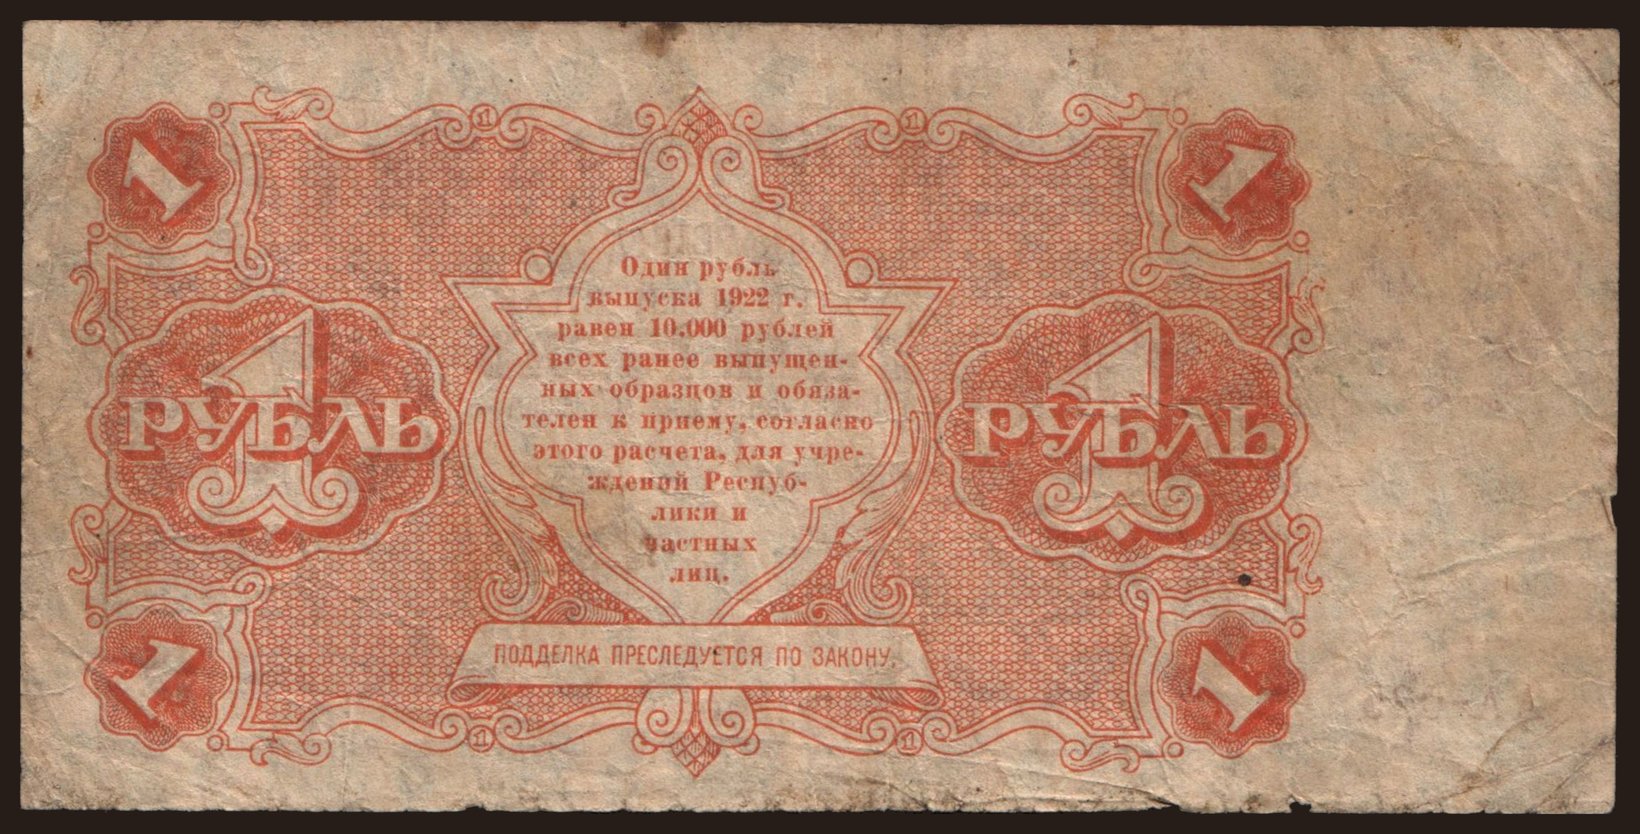 1 1 1 1
Один рубль
выпуска 1922 г.
равен 10.000 рублей
всех ранее выпущен-
ных образцов и обяза-
телен к приему, согласно
1 1
РУБЛЬ РУБЛЬ
этого расчета, для учре-
ждений Респуб-
лики и
частных
лиц.
ПОДДЕЛКА ПРЕСЛЕДУЕТСЯ ПО ЗАКОНУ.
1 1 1 1